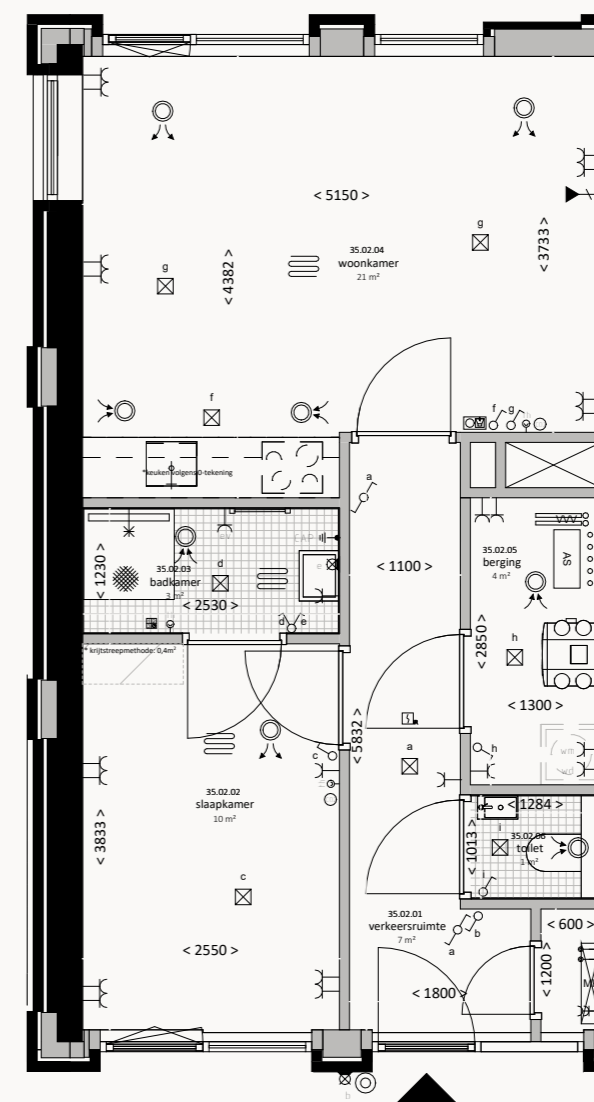 < 5150 >
g
< 3733 >
35.02.04
woonkamer
21 m²
g
< 4382 >
f
f g
*keuken volgens 0-tekening
a
35.02.05
berging
4 m²
AS
< 1230 >
35.02.03
badkamer
3 m²
d
< 1100 >
< 2530 >
d e
< 2850 >
h
* krijtstreepmethode: 0,4m²
< 1300 >
< 5832 >
h
wm
wd
c
a
35.02.02
slaapkamer
10 m²
< 1284 >
i
35.02.06
toilet
1 m²
< 1013 >
< 3833 >
i
c
35.02.01
verkeersruimte
7 m²
b
a
< 600 >
< 2550 >
< 1200 >
< 1800 >
b